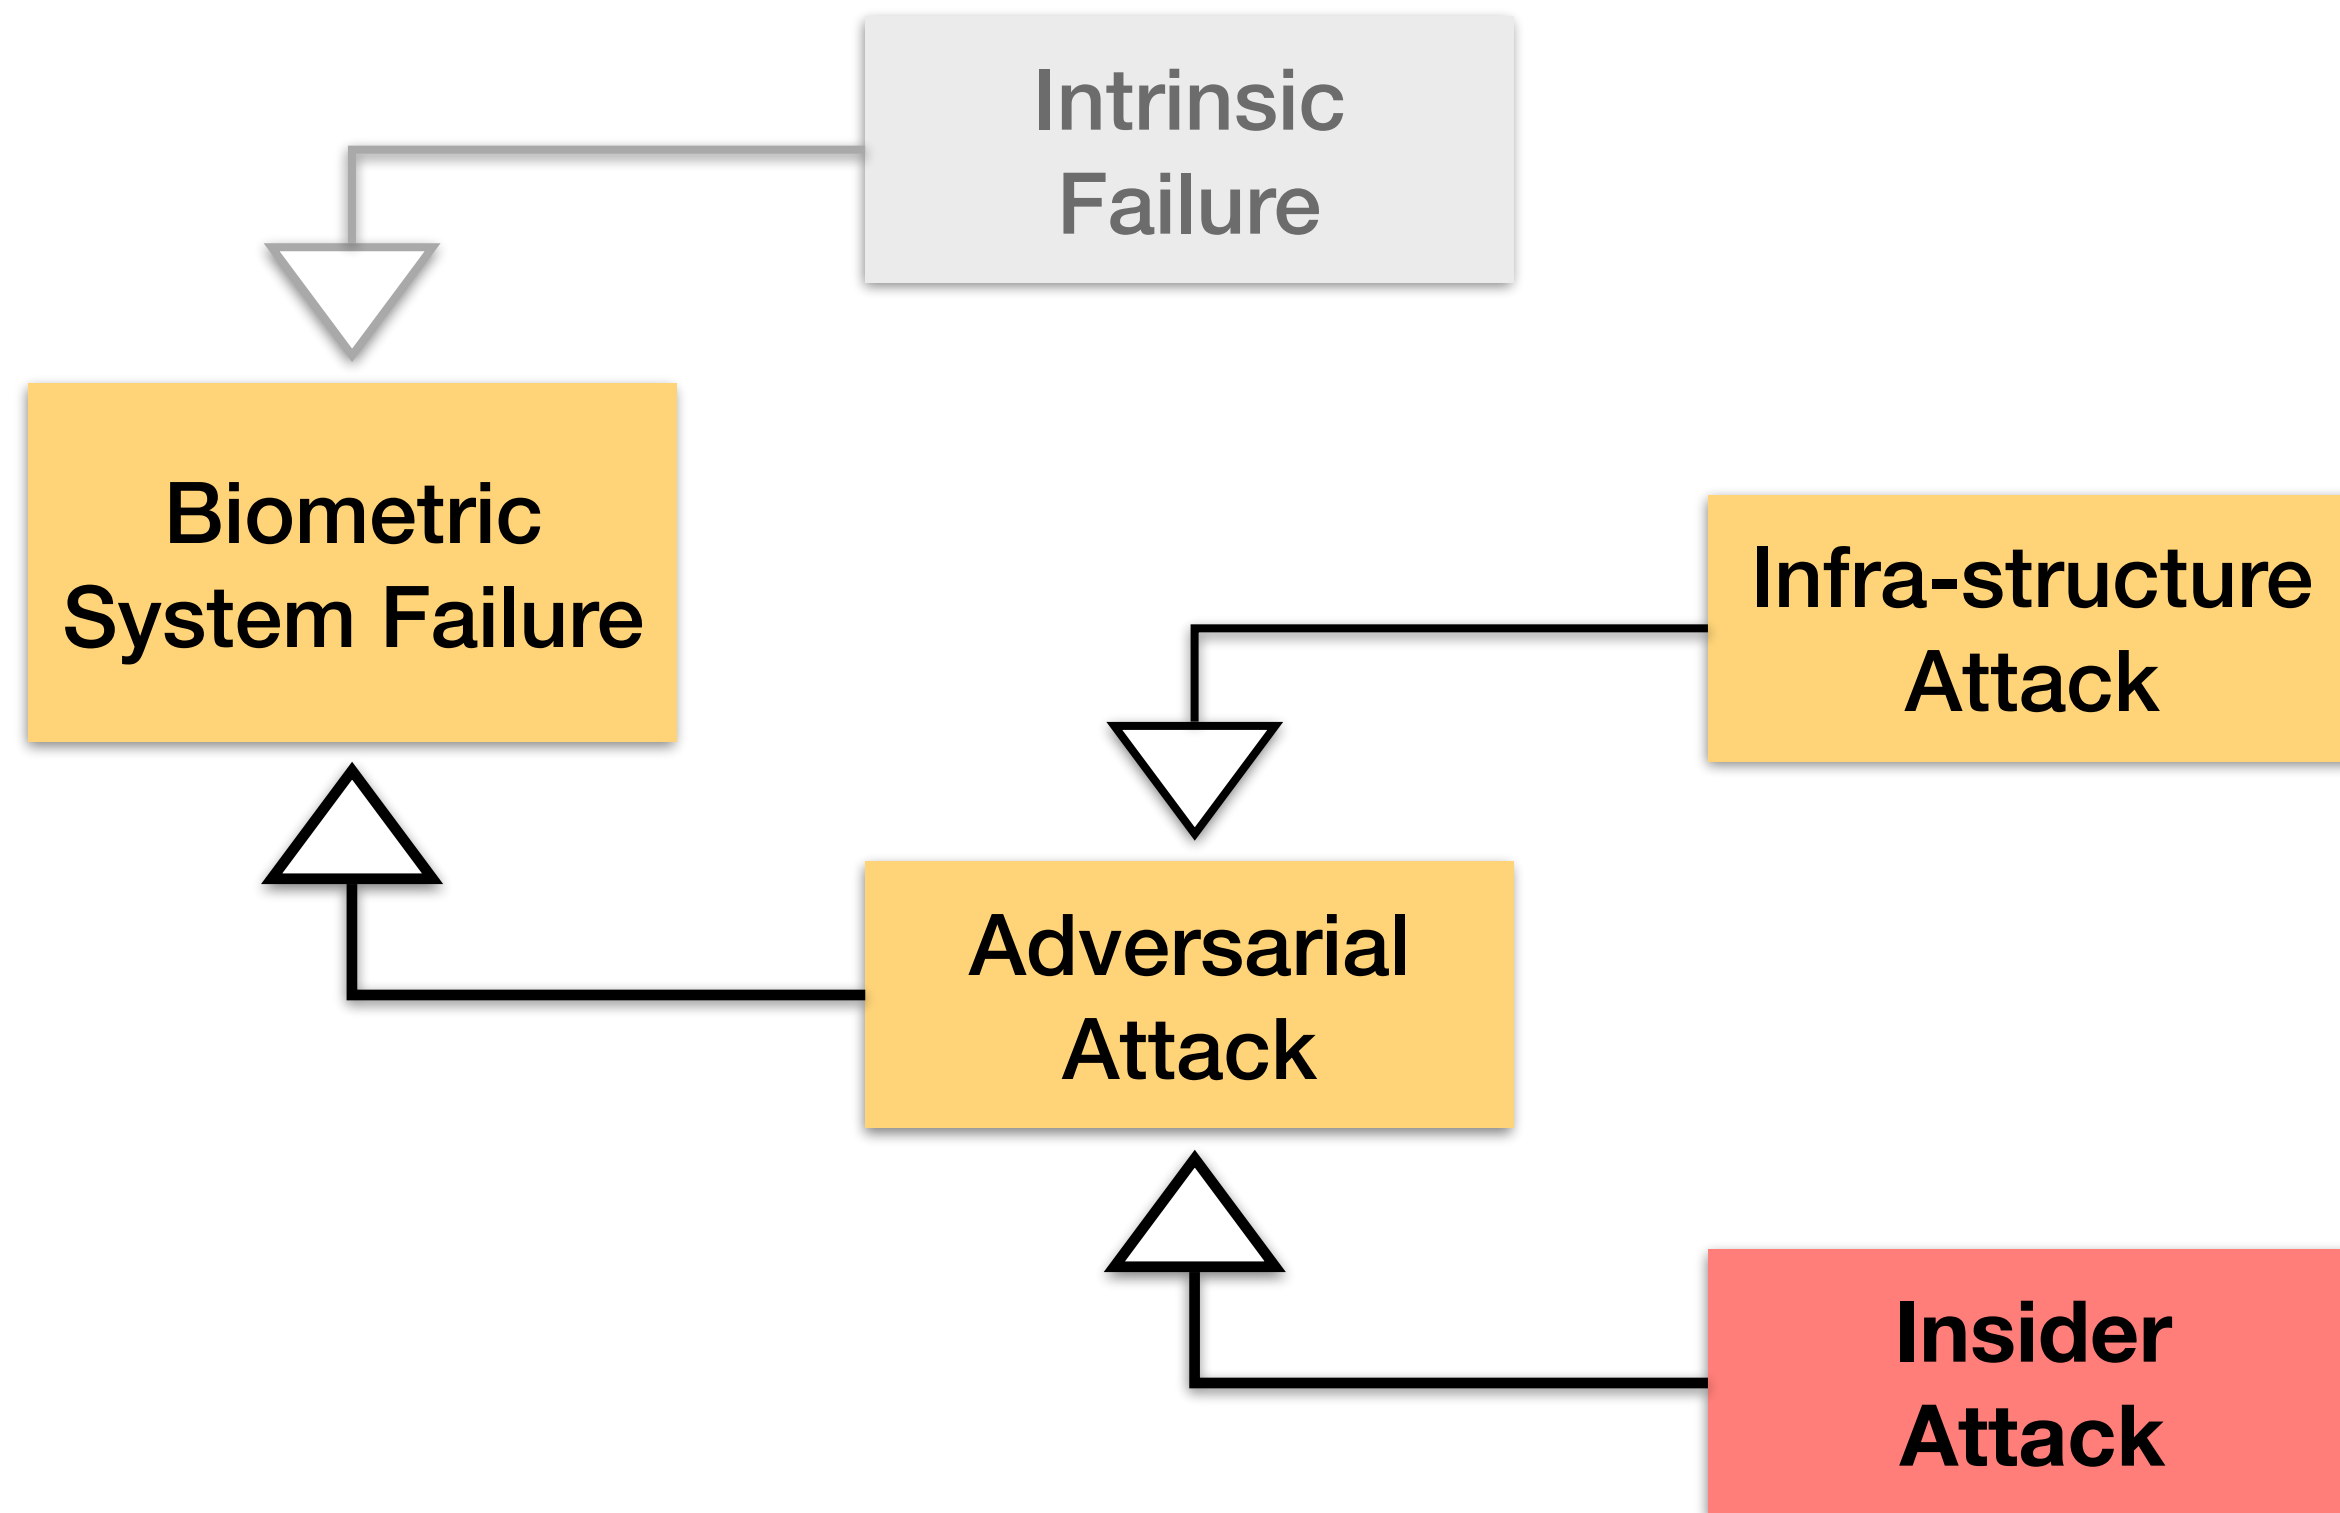 Intrinsic
Failure
Biometric
System Failure
Infra-structure
Attack
Adversarial
Attack
Insider
Attack